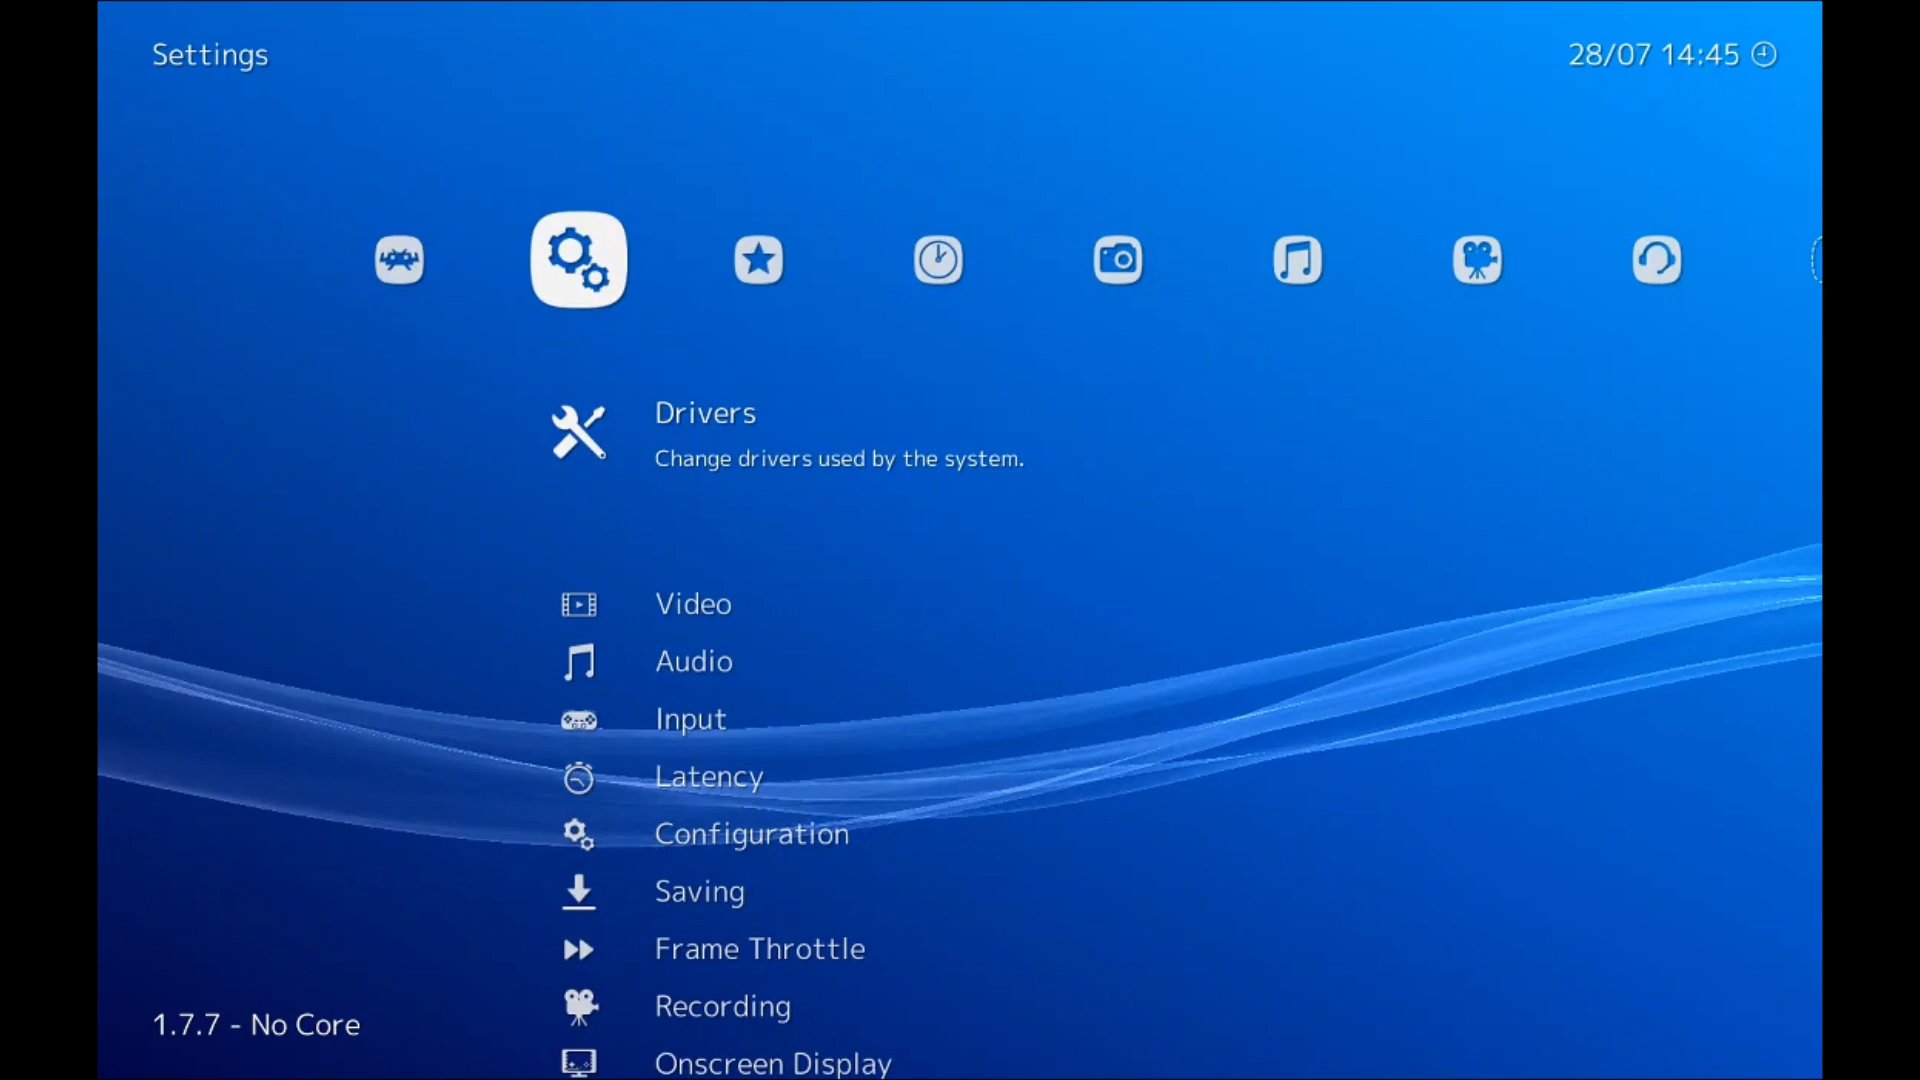 Settings
28/07 14:45
Drivers
Change drivers used by the system.
Video
Audio
Input
Latency
Configuration
Saving
Frame Throttle
Recording
Onscreen Display
1.7.7 - No Core